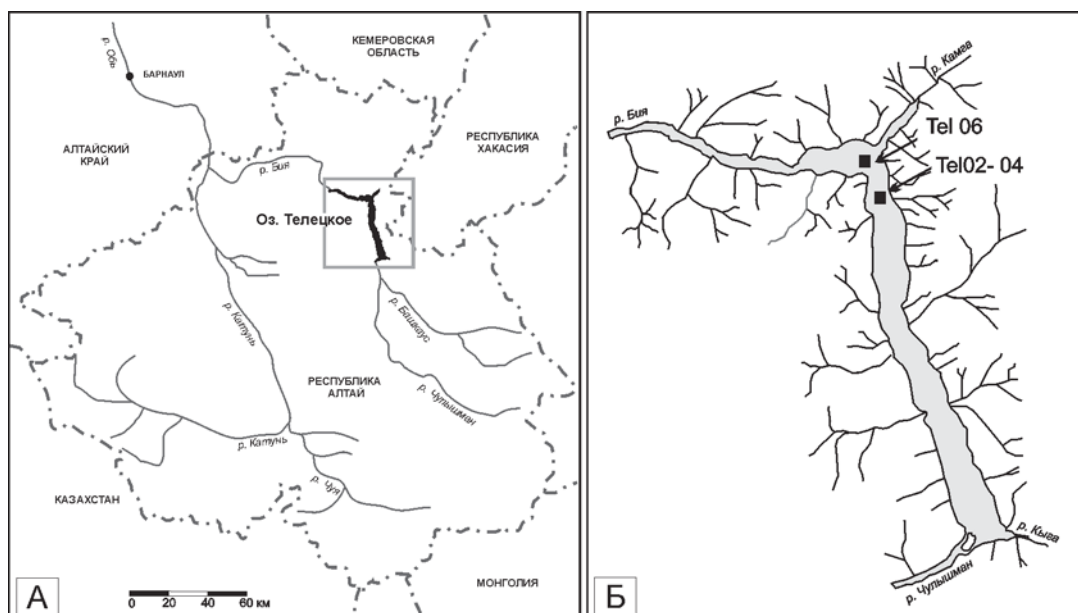 р. Обь
БАРНАУЛ
КЕМЕРОВСКАЯ
ОБЛАСТЬ
АЛТАЙСКИЙ
КРАЙ
РЕСПУБЛИКА
ХАКАСИЯ
р. Бия
Оз. Телецкое
р. Башкаус
р. Катунь
РЕСПУБЛИКА
АЛТАЙ
р. Чулышман
р. Катунь
р. Чуя
КАЗАХСТАН
МОНГОЛИЯ
А
0 20 40 60 км
р. Камга
р. Бия
Tel 06
Tel02- 04
р. Кыга
р. Чулышман
Б